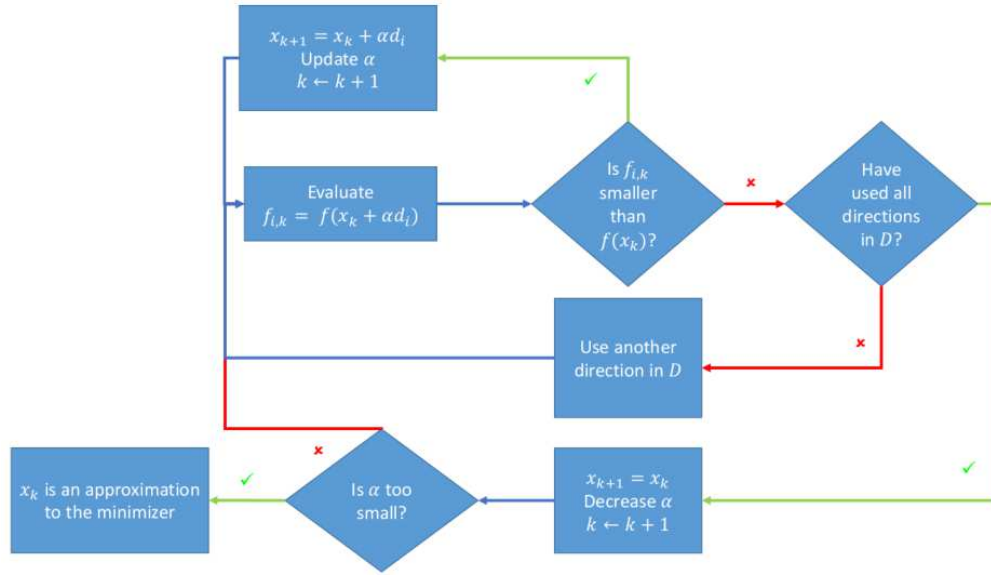 x_{k+1} = x_k + αd_i
Update α
k ← k + 1
✓
Evaluate
f_{i,k} = f(x_k + αd_i)
Is f_{i,k}
smaller
than
f(x_k)?
✘
Have
used all
directions
in D?
✘
Use another
direction in D
✓
x_{k+1} = x_k
Decrease α
k ← k + 1
Is α too
small?
✘
✓
x_k is an approximation
to the minimizer